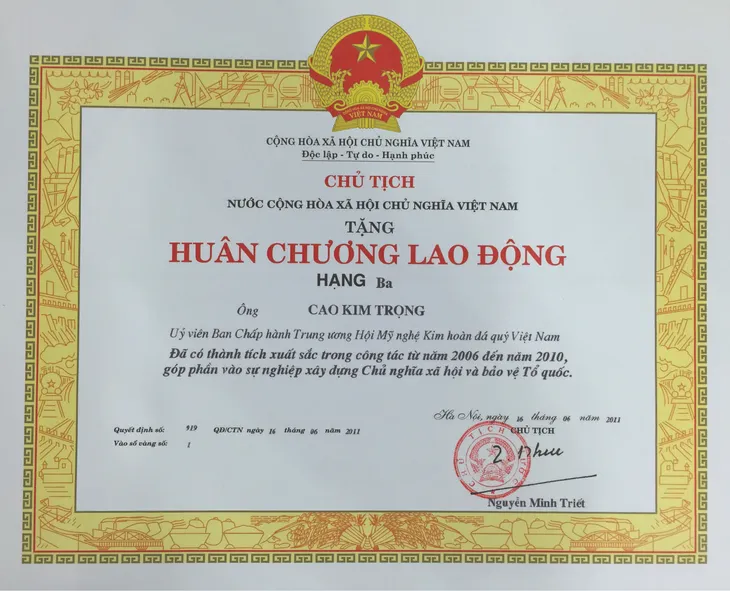 VIỆT NAM
CỘNG HÒA XÃ HỘI CHỦ NGHĨA VIỆT NAM
Độc lập - Tự do - Hạnh phúc
CHỦ TỊCH
NƯỚC CỘNG HÒA XÃ HỘI CHỦ NGHĨA VIỆT NAM
TẶNG
HUÂN CHƯƠNG LAO ĐỘNG
HẠNG Ba
Ông CAO KIM TRỌNG
Uỷ viên Ban Chấp hành Trung ương Hội Mỹ nghệ Kim hoàn đá quý Việt Nam
Đã có thành tích xuất sắc trong công tác từ năm 2006 đến năm 2010,
góp phần vào sự nghiệp xây dựng Chủ nghĩa xã hội và bảo vệ Tổ quốc.
Hà Nội, ngày 16 tháng 06 năm 2011
Quyết định số: 919 QĐ/CTN ngày 16 tháng 06 năm 2011
CHỦ TỊCH
Vào sổ vàng số: 1
CHỦ TỊCH NƯỚC
Nguyễn Minh Triết